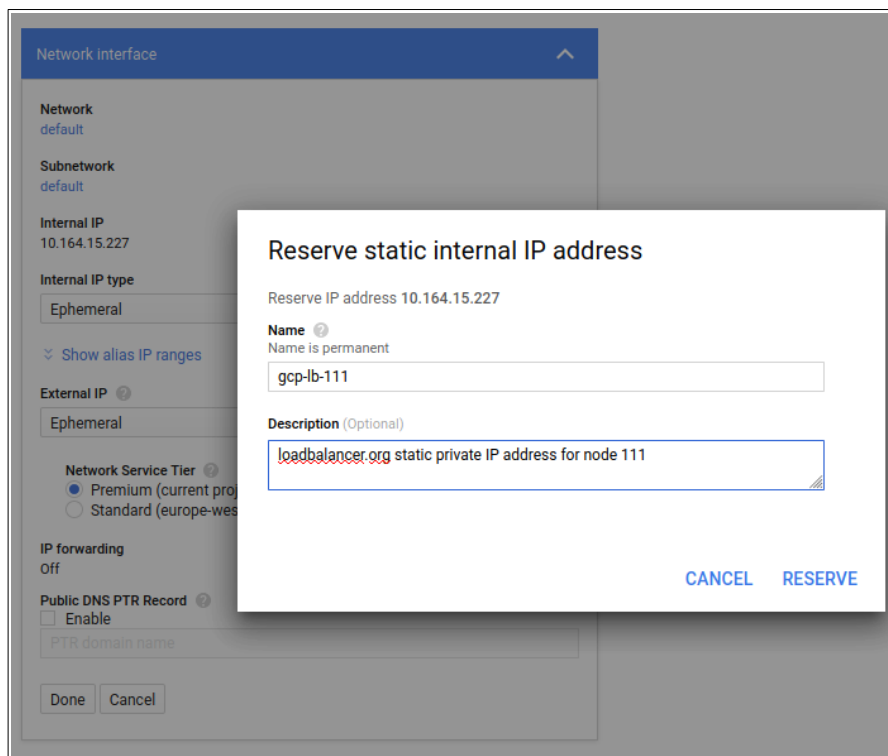 Network interface
Network
default
Subnetwork
default
Internal IP
10.164.15.227
Internal IP type
Ephemeral
Show alias IP ranges
External IP
Ephemeral
Network Service Tier
Premium (current proj
Standard (europe-wes
IP forwarding
Off
Public DNS PTR Record
Enable
PTR domain name
Done Cancel
Reserve static internal IP address
Reserve IP address 10.164.15.227
Name
Name is permanent
gcp-lb-111
Description (Optional)
loadbalancer.org static private IP address for node 111
CANCEL RESERVE